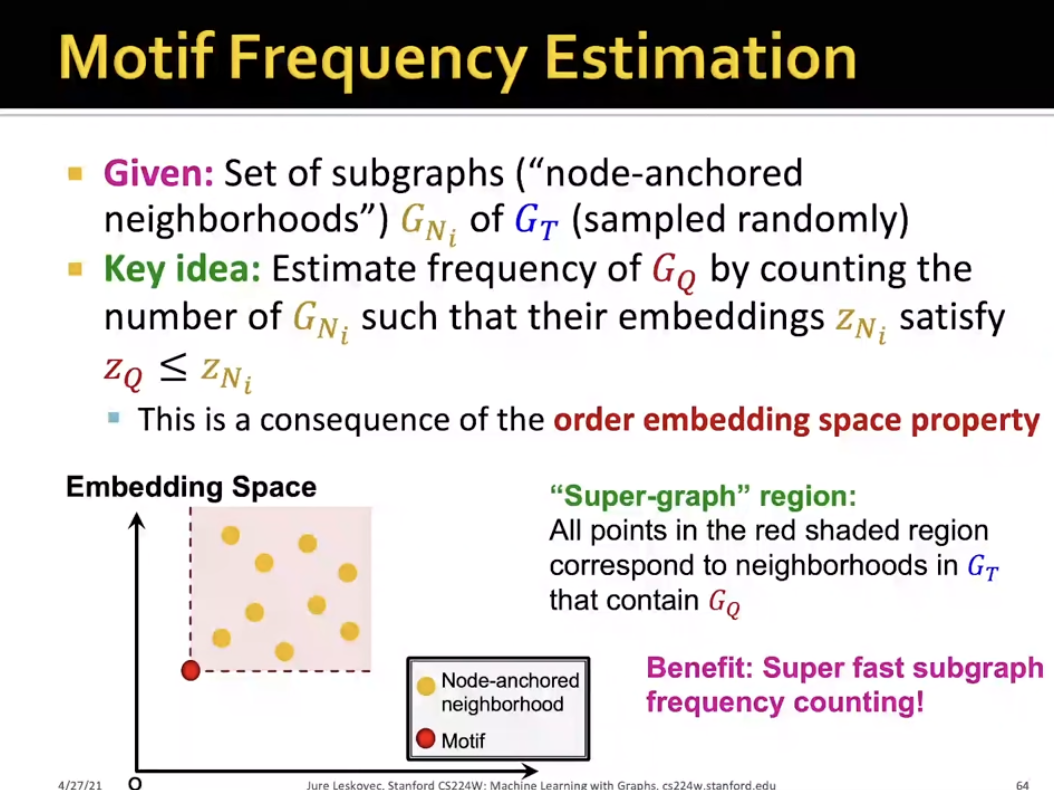 Motif Frequency Estimation
Given: Set of subgraphs (“node-anchored
neighborhoods”) G_{N_i} of G_T (sampled randomly)
Key idea: Estimate frequency of G_Q by counting the
number of G_{N_i} such that their embeddings z_{N_i} satisfy
z_Q ≤ z_{N_i}
This is a consequence of the order embedding space property
Embedding Space
“Super-graph” region:
All points in the red shaded region
correspond to neighborhoods in G_T
that contain G_Q
Benefit: Super fast subgraph
frequency counting!
Node-anchored
neighborhood
Motif
O
4/27/21
Jure Leskovec, Stanford CS224W: Machine Learning with Graphs, cs224w.stanford.edu
64